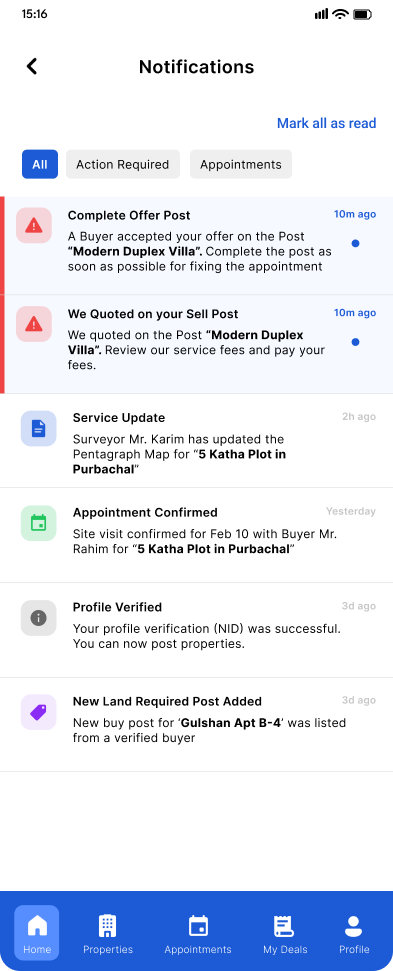 15:16
Notifications
Mark all as read
All Action Required Appointments
Complete Offer Post 10m ago
A Buyer accepted your offer on the Post
“Modern Duplex Villa”. Complete the post as
soon as possible for fixing the appointment
We Quoted on your Sell Post 10m ago
We quoted on the Post “Modern Duplex
Villa”. Review our service fees and pay your
fees.
Service Update 2h ago
Surveyor Mr. Karim has updated the
Pentagraph Map for “5 Katha Plot in
Purbachal”
Appointment Confirmed Yesterday
Site visit confirmed for Feb 10 with Buyer Mr.
Rahim for “5 Katha Plot in Purbachal”
Profile Verified 3d ago
Your profile verification (NID) was successful.
You can now post properties.
New Land Required Post Added 3d ago
New buy post for ‘Gulshan Apt B-4’ was listed
from a verified buyer
Home Properties Appointments My Deals Profile